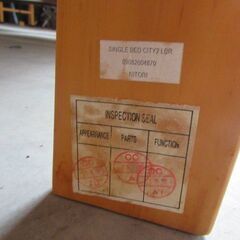 SINGLE BED CITY2 LBR
NITORI
INSPECTION SEAL
APPEARANCE PARTS FUNCTION